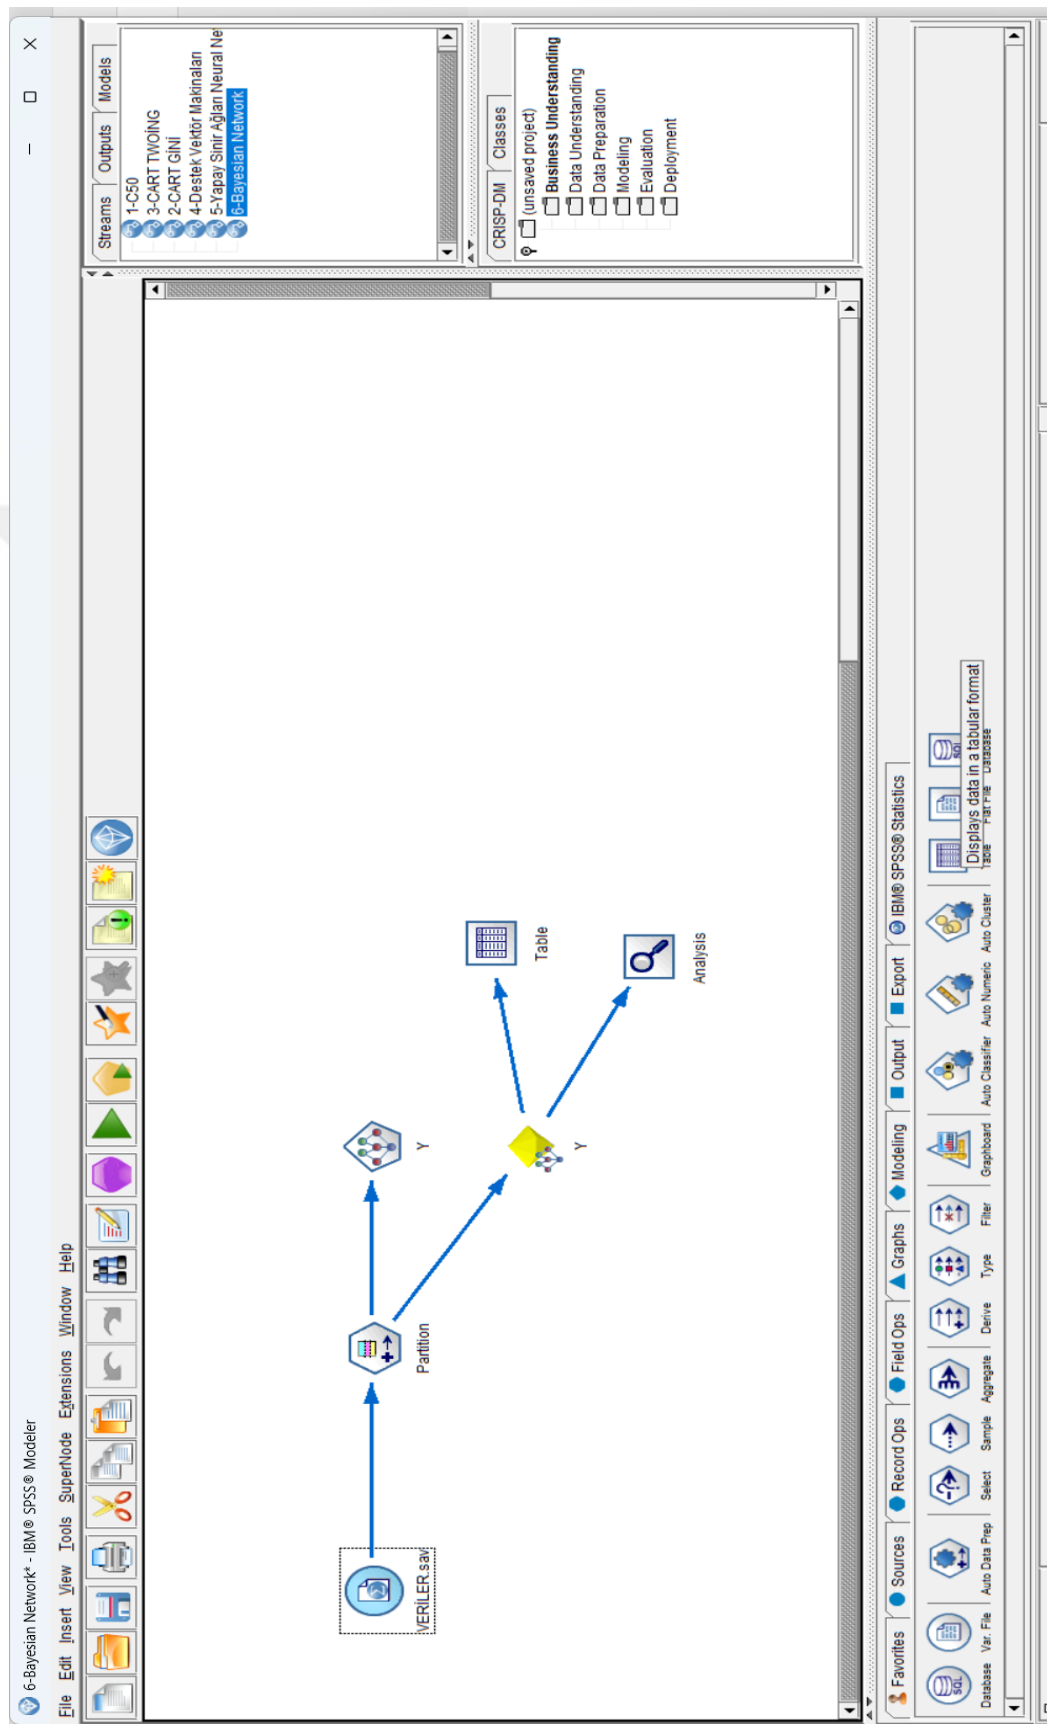 6-Bayesian Network* - IBM® SPSS® Modeler
File Edit Insert View Tools SuperNode Extensions Window Help
VERİLER.sav
Partition
Y
Y
Table
Analysis
Streams Outputs Models
1-C50
3-CART TWOİNG
2-CART GİNİ
4-Destek Vektör Makinaları
5-Yapay Sinir Ağları Neural Ne
6-Bayesian Network
CRISP-DM Classes
(unsaved project)
Business Understanding
Data Understanding
Data Preparation
Modeling
Evaluation
Deployment
Favorites Sources Record Ops Field Ops Graphs Modeling Output Export IBM® SPSS® Statistics
Database Var. File Auto Data Prep Select Sample Aggregate Derive Type Filter Graphboard Auto Classifier Auto Numeric Auto Cluster Table Flat File Database
Displays data in a tabular format